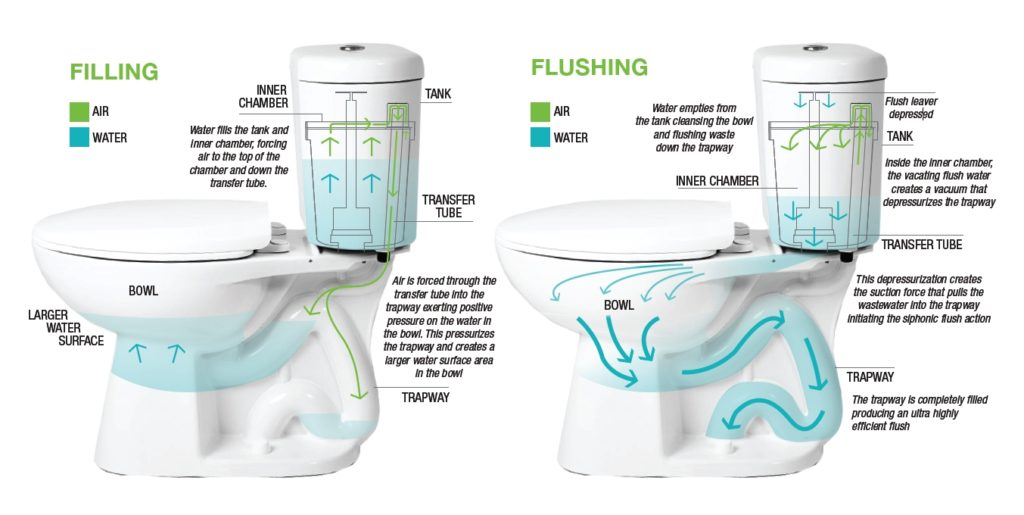 FILLING
AIR
WATER
INNER
CHAMBER
Water fills the tank and
Inner chamber, forcing
air to the top of the
chamber and down the
transfer tube.
TANK
TRANSFER
TUBE
BOWL
LARGER
WATER
SURFACE
Air is forced through the
transfer tube into the
trapway exerting positive
pressure on the water in
the bowl. This pressurizes
the trapway and creates a
larger water surface area
in the bowl
TRAPWAY
FLUSHING
AIR
WATER
Water empties from
the tank cleansing the bowl
and flushing waste
down the trapway
Flush leaver
depressed
TANK
Inside the inner chamber,
the vacating flush water
creates a vacuum that
depressurizes the trapway
INNER CHAMBER
TRANSFER TUBE
This depressurization creates
the suction force that pulls the
wastewater into the trapway
initiating the siphonic flush action
BOWL
TRAPWAY
The trapway is completely filled
producing an ultra highly
efficient flush